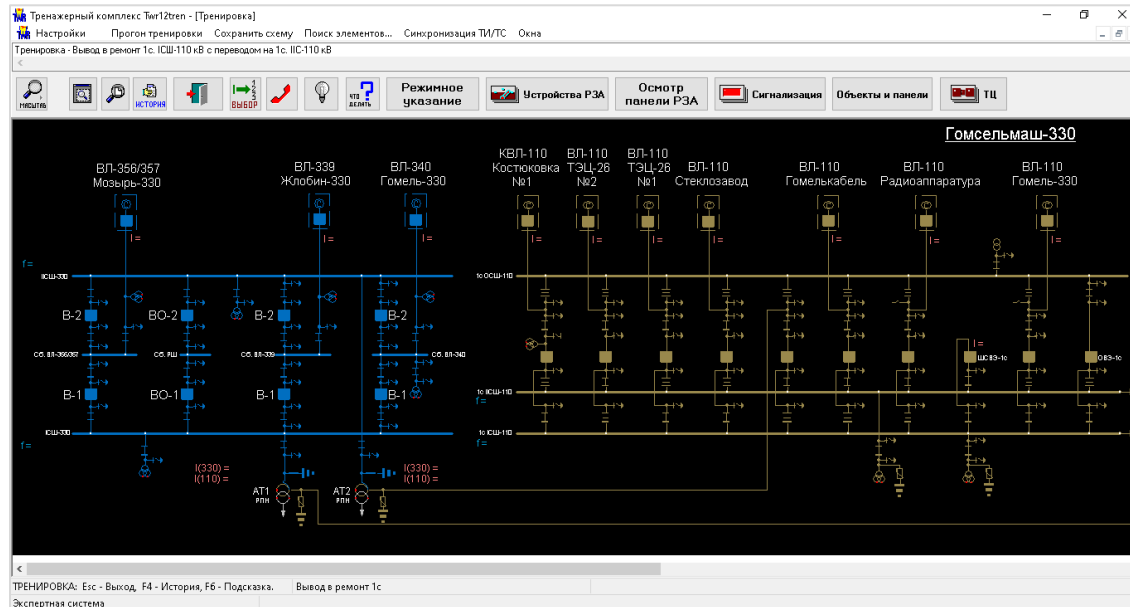 Тренажерный комплекс Twr12tren - [Тренировка]
Настройки Прогон тренировки Сохранить схему Поиск элементов... Синхронизация ТИ/ТС Окна
Тренировка - Вывод в ремонт 1с. IСШ-110 кВ с переводом на 1с. IIС-110 кВ
МАСШТАБ ИСТОРИЯ ВЫБОР ЧТО ДЕЛАТЬ Режимное указание Устройства РЗА Осмотр панели РЗА Сигнализация Объекты и панели ТЦ
Гомсельмаш-330
ВЛ-356/357 Мозырь-330
ВЛ-339 Жлобин-330
ВЛ-340 Гомель-330
КВЛ-110 Костюковка №1
ВЛ-110 ТЭЦ-26 №2
ВЛ-110 ТЭЦ-26 №1
ВЛ-110 Стеклозавод
ВЛ-110 Гомелькабель
ВЛ-110 Радиоаппаратура
ВЛ-110 Гомель-330
I= I= I= I= I= I= I=
f=
IIСШ-330
1с ОСШ-110
В-2 ВО-2 В-2 В-2
I=
Сб. ВЛ-356/357 Сб. РШ Сб. ВЛ-339 Сб. ВЛ-340
ШСВЭ-1с ОВЭ-1с
В-1 ВО-1 В-1 В-1
1с IIСШ-110
f=
IСШ-330
1с IСШ-110
f= f=
I(330) = I(330) =
I(110) = I(110) =
АТ1 РПН
АТ2 РПН
ТРЕНИРОВКА: Esc - Выход, F4 - История, F6 - Подсказка. Вывод в ремонт 1с
Экспертная система